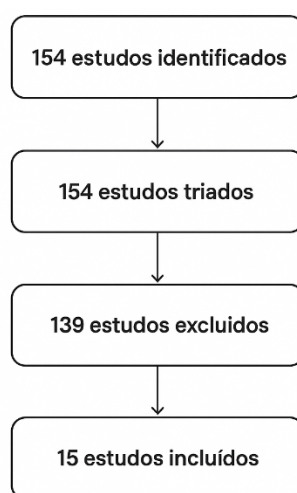 154 estudos identificados
154 estudos triados
139 estudos excluidos
15 estudos incluídos